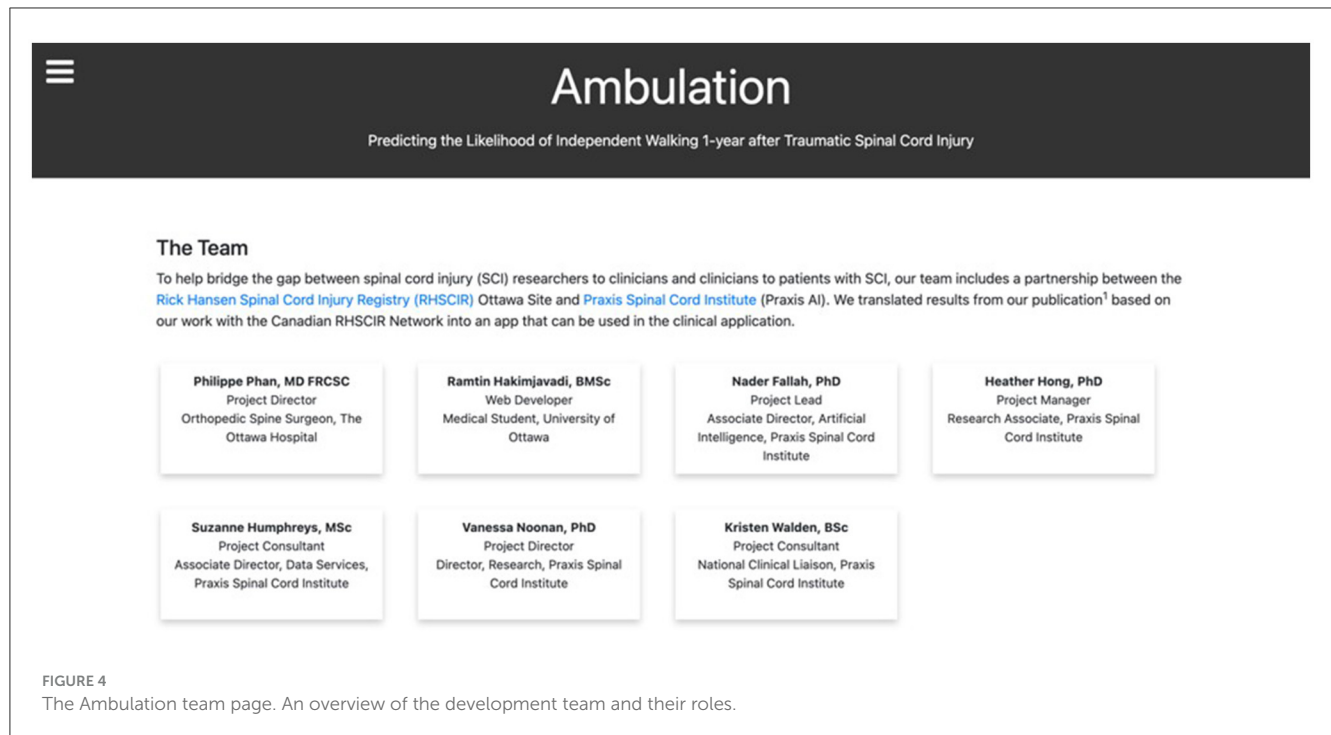 Ambulation
Predicting the Likelihood of Independent Walking 1-year after Traumatic Spinal Cord Injury
The Team
To help bridge the gap between spinal cord injury (SCI) researchers to clinicians and clinicians to patients with SCI, our team includes a partnership between the
Rick Hansen Spinal Cord Injury Registry (RHSCIR) Ottawa Site and Praxis Spinal Cord Institute (Praxis AI). We translated results from our publication¹ based on
our work with the Canadian RHSCIR Network into an app that can be used in the clinical application.
Philippe Phan, MD FRCSC
Project Director
Orthopedic Spine Surgeon, The
Ottawa Hospital
Ramtin Hakimjavadi, BMSc
Web Developer
Medical Student, University of
Ottawa
Nader Fallah, PhD
Project Lead
Associate Director, Artificial
Intelligence, Praxis Spinal Cord
Institute
Heather Hong, PhD
Project Manager
Research Associate, Praxis Spinal
Cord Institute
Suzanne Humphreys, MSc
Project Consultant
Associate Director, Data Services,
Praxis Spinal Cord Institute
Vanessa Noonan, PhD
Project Director
Director, Research, Praxis Spinal
Cord Institute
Kristen Walden, BSc
Project Consultant
National Clinical Liaison, Praxis
Spinal Cord Institute
FIGURE 4
The Ambulation team page. An overview of the development team and their roles.